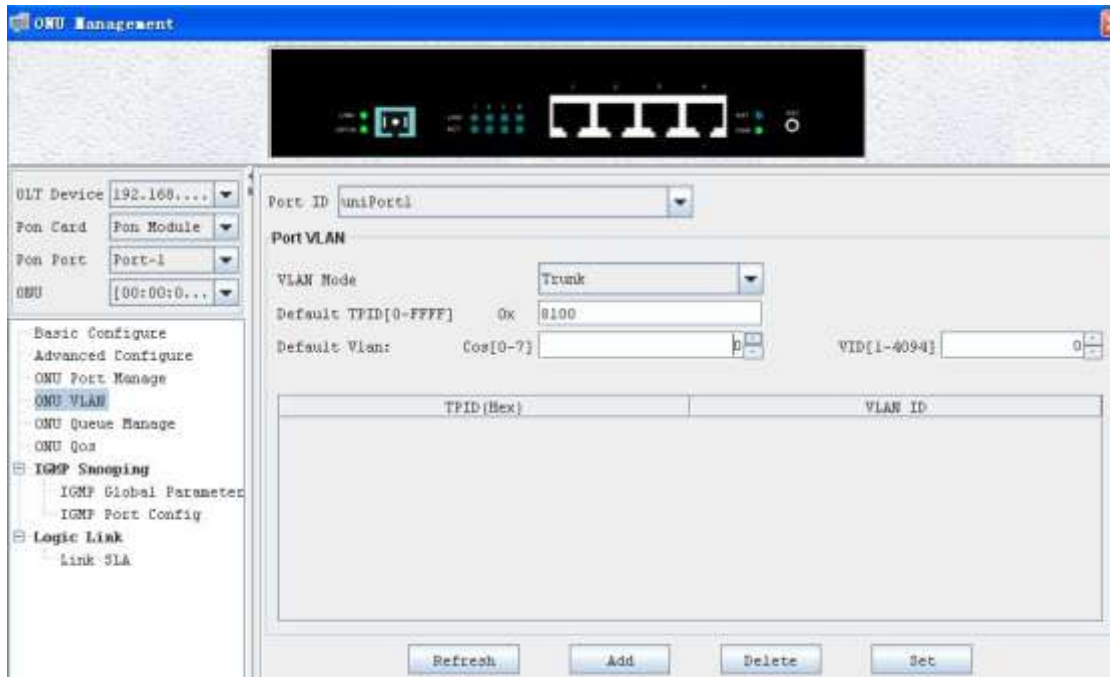 ONU Management
1 2 3 4
OLT Device 192.168....
Pon Card Pon Module
Pon Port Port-1
ONU [00:00:0...
Basic Configure
Advanced Configure
ONU Port Manage
ONU VLAN
ONU Queue Manage
ONU Qos
IGMP Snooping
IGMP Global Parameter
IGMP Port Config
Logic Link
Link SLA
Port ID uniPort1
Port VLAN
VLAN Mode Trunk
Default TPID[0-FFFF] 0x 8100
Default Vlan: Cos[0-7] 0 VID[1-4094] 0
TPID(Hex) VLAN ID
Refresh Add Delete Set